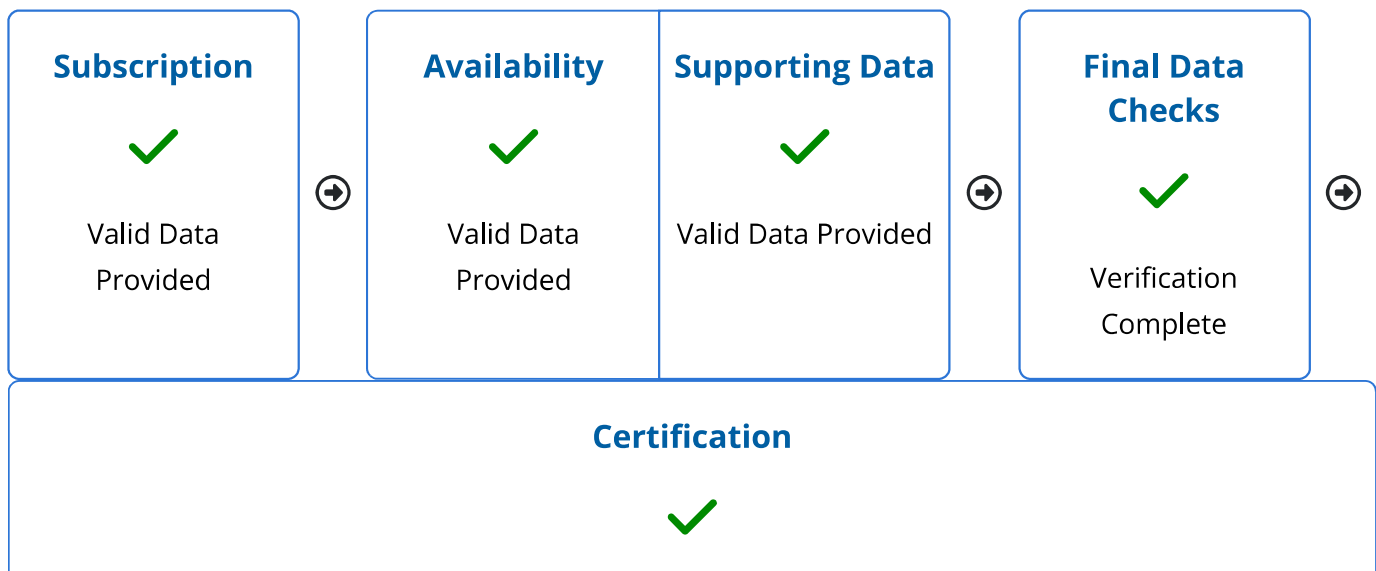 Subscription
Valid Data
Provided
Availability
Valid Data
Provided
Supporting Data
Valid Data Provided
Final Data
Checks
Verification
Complete
Certification